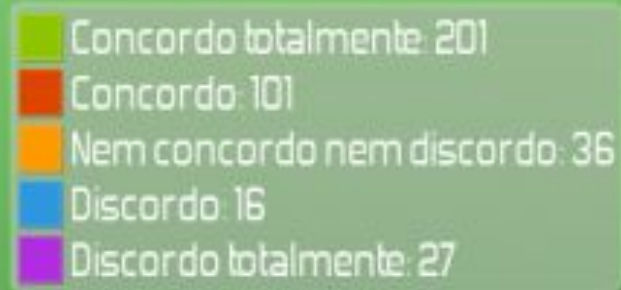 Concordo totalmente: 201
Concordo: 101
Nem concordo nem discordo: 36
Discordo: 16
Discordo totalmente: 27